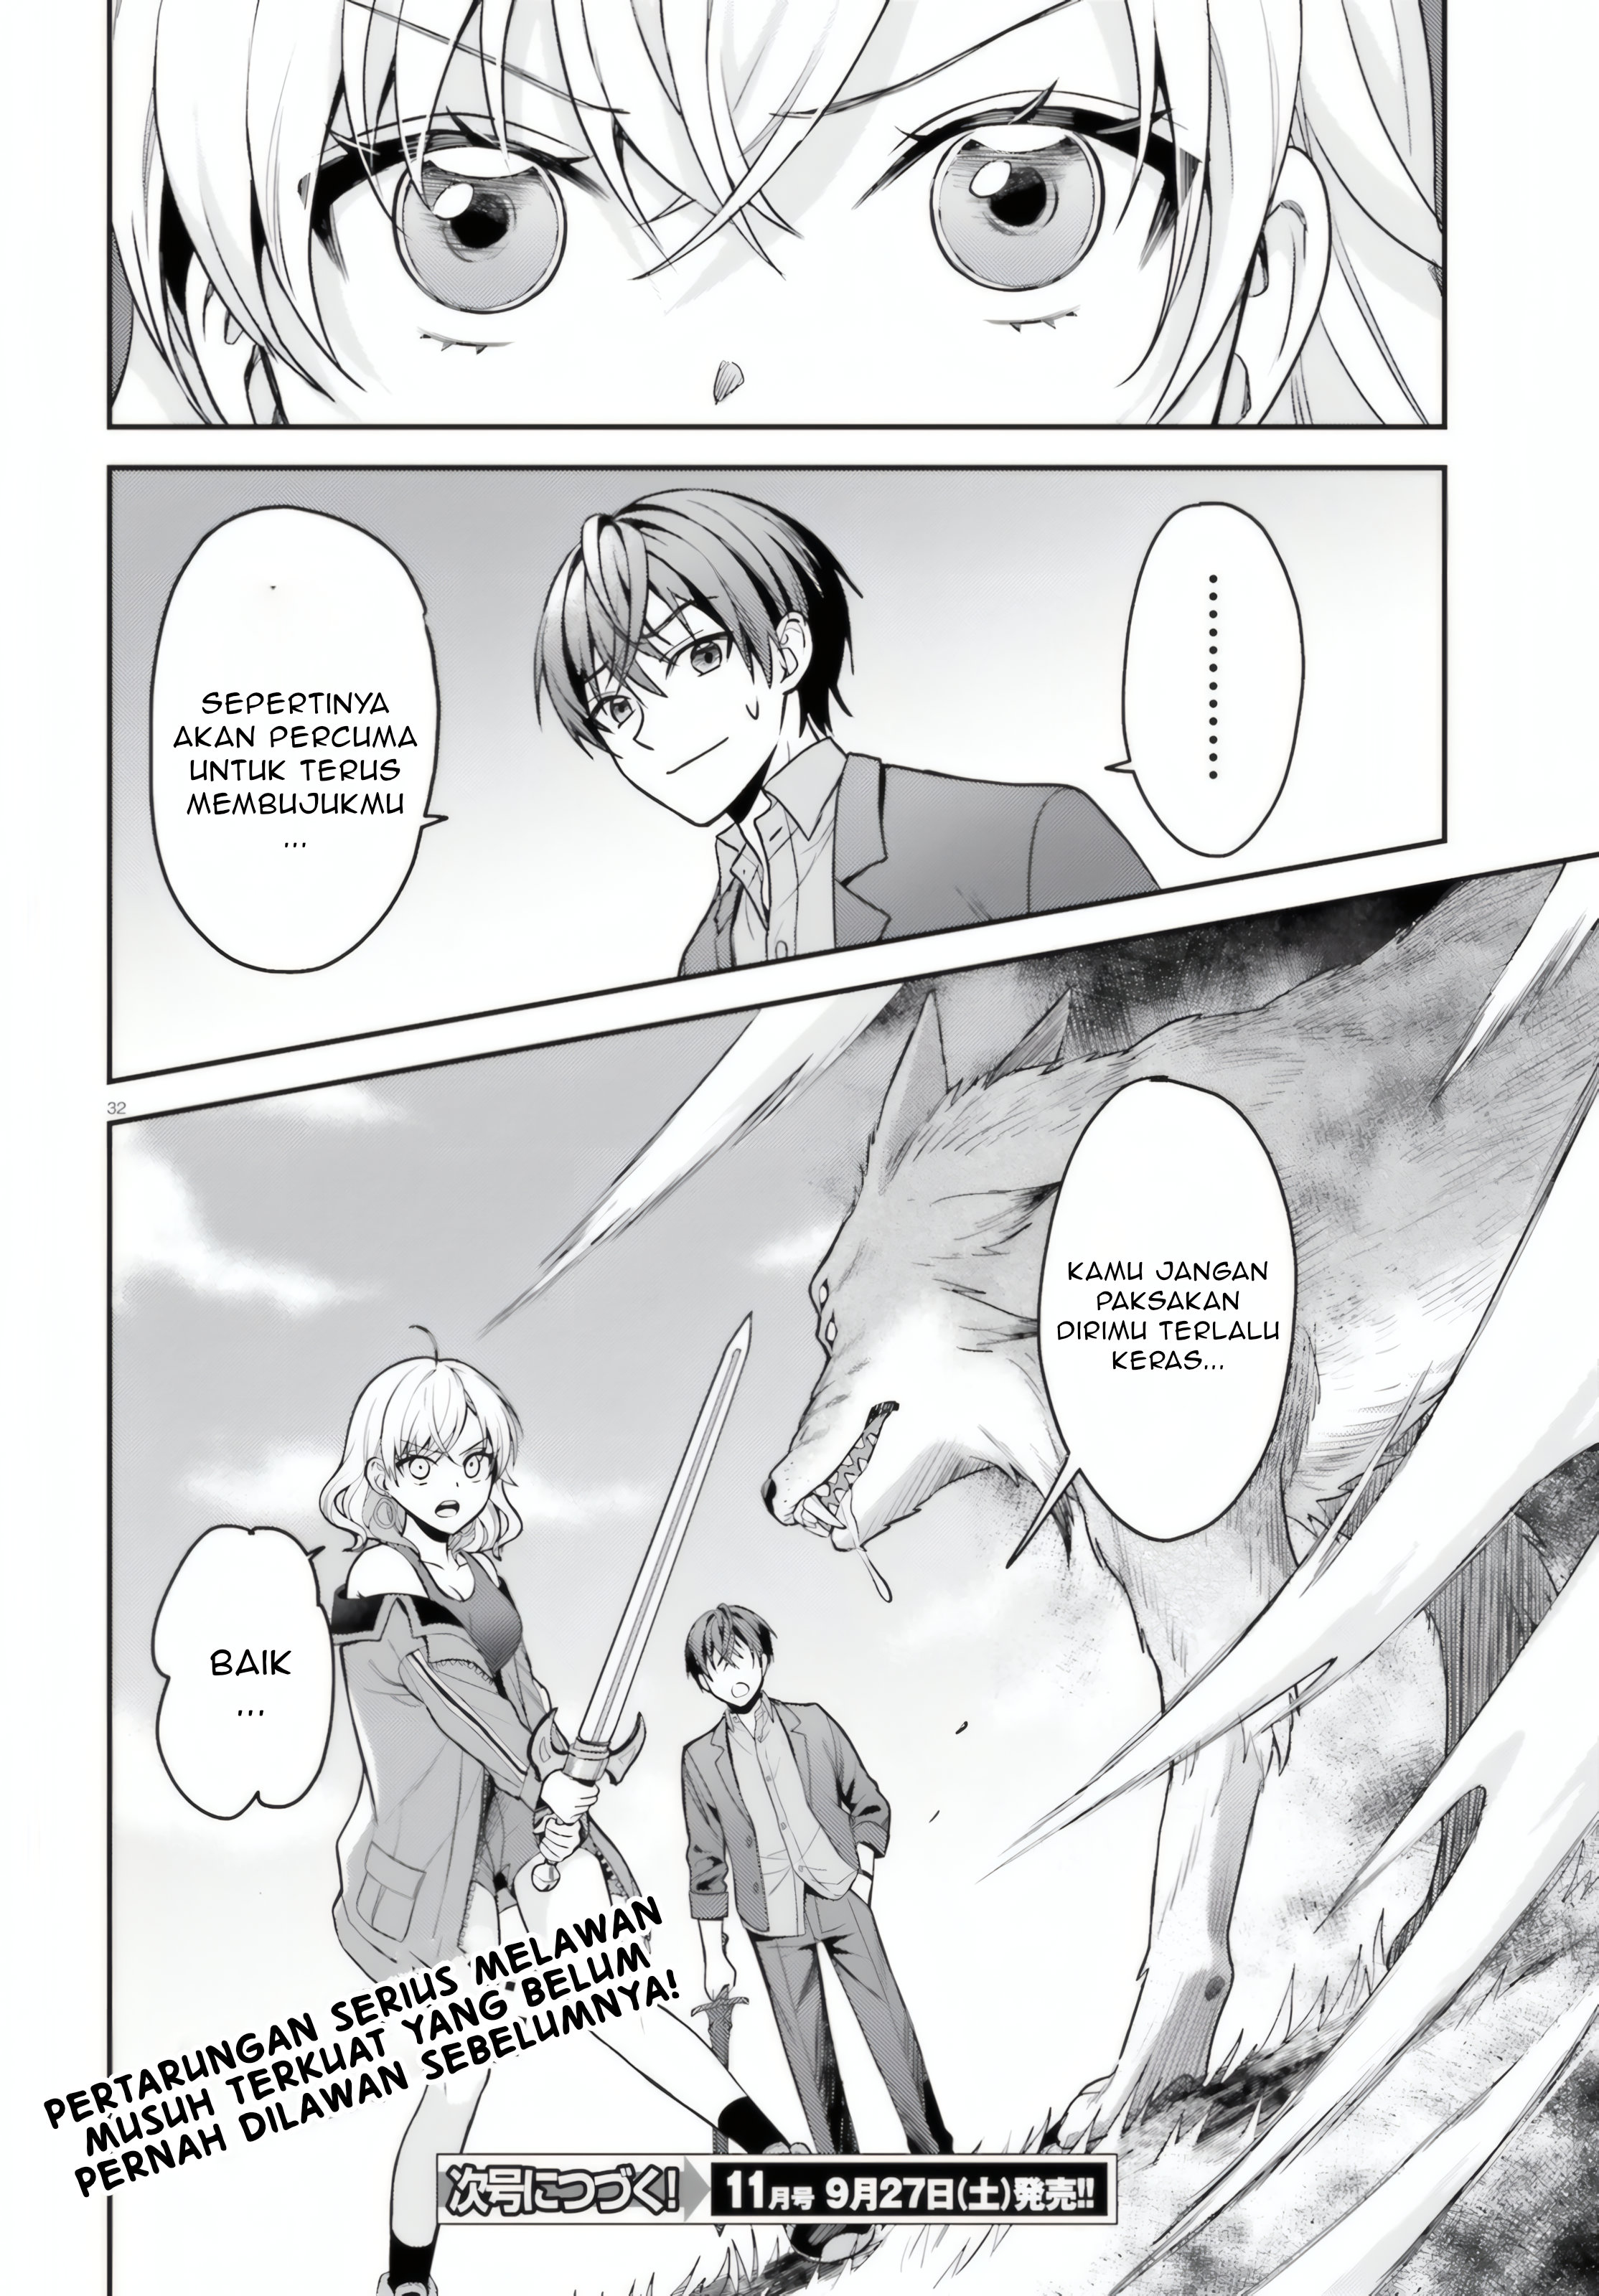 ............
SEPERTINYA
AKAN PERCUMA
UNTUK TERUS
MEMBUJUKMU
...
32
KAMU JANGAN
PAKSAKAN
DIRIMU TERLALU
KERAS...
BAIK
...
PERTARUNGAN SERIUS MELAWAN
MUSUH TERKUAT YANG BELUM
PERNAH DILAWAN SEBELUMNYA!
次号につづく! 11月号 9月27日(土)発売!!